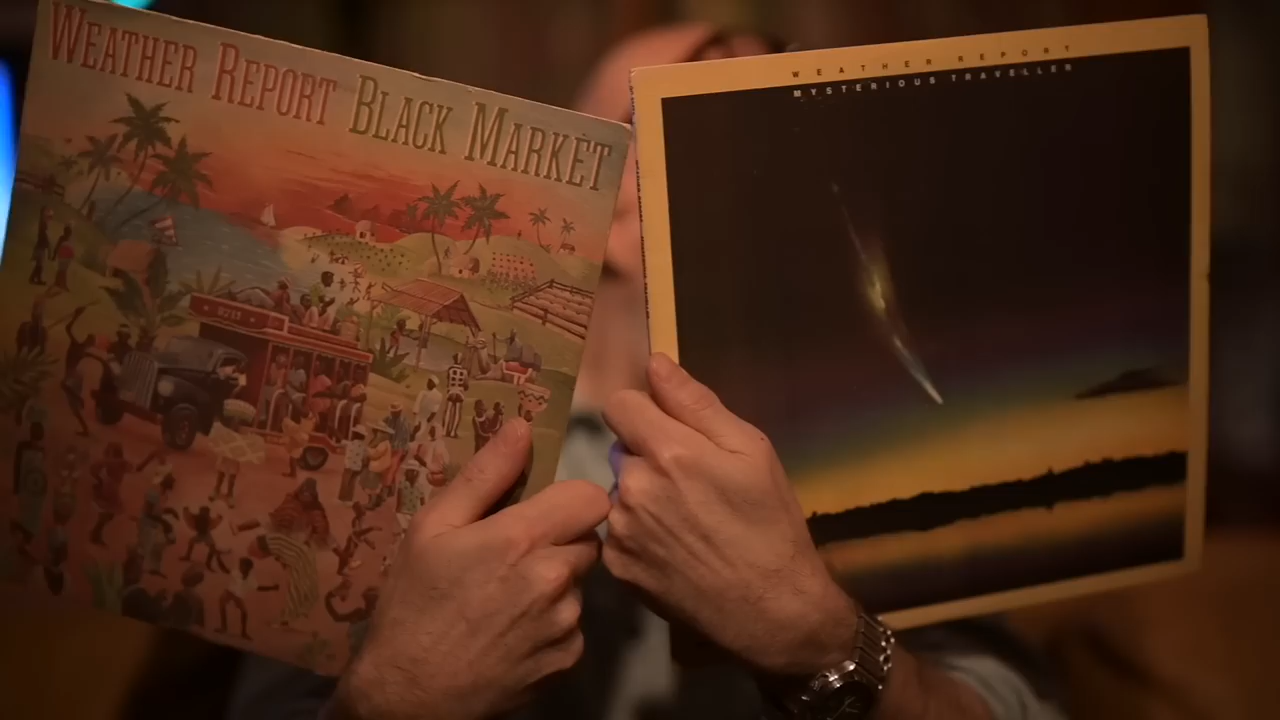 WEATHER REPORT BLACK MARKET
WEATHER REPORT
MYSTERIOUS TRAVELLER